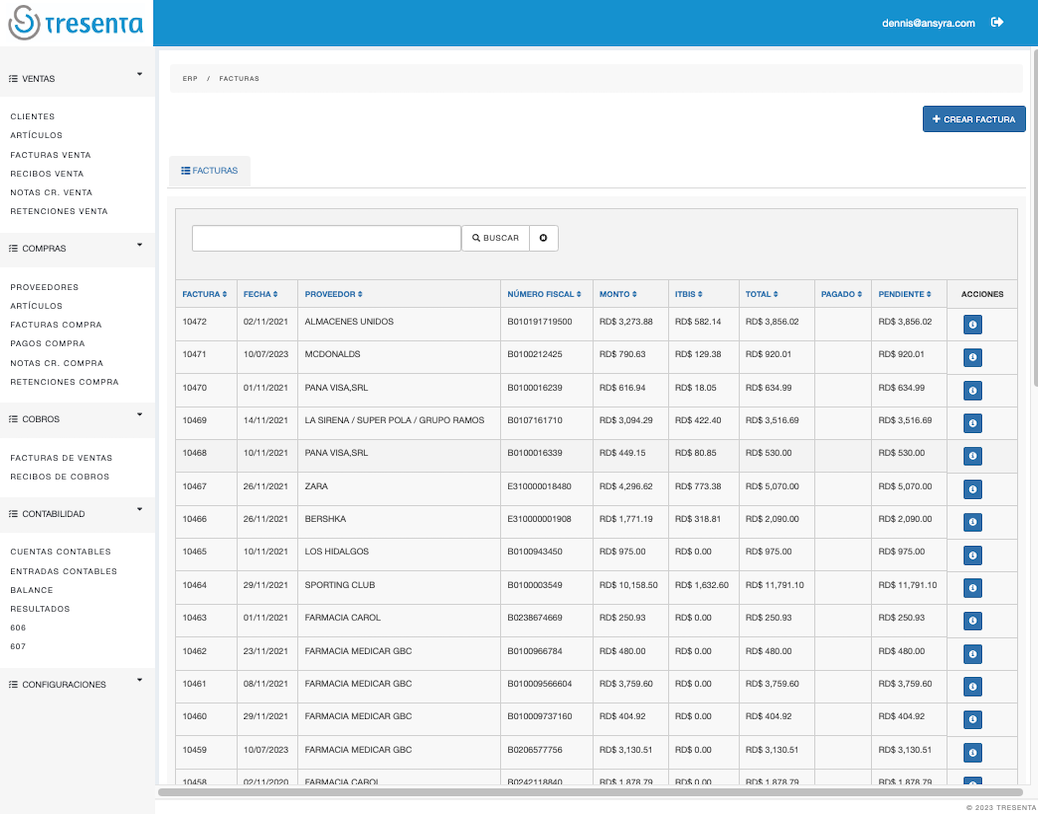 tresenta
dennis@ansyra.com
VENTAS
CLIENTES
ARTÍCULOS
FACTURAS VENTA
RECIBOS VENTA
NOTAS CR. VENTA
RETENCIONES VENTA
COMPRAS
PROVEEDORES
ARTÍCULOS
FACTURAS COMPRA
PAGOS COMPRA
NOTAS CR. COMPRA
RETENCIONES COMPRA
COBROS
FACTURAS DE VENTAS
RECIBOS DE COBROS
CONTABILIDAD
CUENTAS CONTABLES
ENTRADAS CONTABLES
BALANCE
RESULTADOS
606
607
CONFIGURACIONES
ERP / FACTURAS
CREAR FACTURA
FACTURAS
BUSCAR
FACTURA FECHA PROVEEDOR NÚMERO FISCAL MONTO ITBIS TOTAL PAGADO PENDIENTE ACCIONES
10472 02/11/2021 ALMACENES UNIDOS B010191719500 RD$ 3,273.88 RD$ 582.14 RD$ 3,856.02 RD$ 3,856.02
10471 10/07/2023 MCDONALDS B0100212425 RD$ 790.63 RD$ 129.38 RD$ 920.01 RD$ 920.01
10470 01/11/2021 PANA VISA,SRL B0100016239 RD$ 616.94 RD$ 18.05 RD$ 634.99 RD$ 634.99
10469 14/11/2021 LA SIRENA / SUPER POLA / GRUPO RAMOS B0107161710 RD$ 3,094.29 RD$ 422.40 RD$ 3,516.69 RD$ 3,516.69
10468 10/11/2021 PANA VISA,SRL B0100016339 RD$ 449.15 RD$ 80.85 RD$ 530.00 RD$ 530.00
10467 26/11/2021 ZARA E310000018480 RD$ 4,296.62 RD$ 773.38 RD$ 5,070.00 RD$ 5,070.00
10466 26/11/2021 BERSHKA E310000001908 RD$ 1,771.19 RD$ 318.81 RD$ 2,090.00 RD$ 2,090.00
10465 10/11/2021 LOS HIDALGOS B0100943450 RD$ 975.00 RD$ 0.00 RD$ 975.00 RD$ 975.00
10464 29/11/2021 SPORTING CLUB B0100003549 RD$ 10,158.50 RD$ 1,632.60 RD$ 11,791.10 RD$ 11,791.10
10463 01/11/2021 FARMACIA CAROL B0238674669 RD$ 250.93 RD$ 0.00 RD$ 250.93 RD$ 250.93
10462 23/11/2021 FARMACIA MEDICAR GBC B0100966784 RD$ 480.00 RD$ 0.00 RD$ 480.00 RD$ 480.00
10461 08/11/2021 FARMACIA MEDICAR GBC B010009566604 RD$ 3,759.60 RD$ 0.00 RD$ 3,759.60 RD$ 3,759.60
10460 29/11/2021 FARMACIA MEDICAR GBC B010009737160 RD$ 404.92 RD$ 0.00 RD$ 404.92 RD$ 404.92
10459 10/07/2023 FARMACIA MEDICAR GBC B0206577756 RD$ 3,130.51 RD$ 0.00 RD$ 3,130.51 RD$ 3,130.51
10458 02/11/2020 FARMACIA CAROL B0242118840 RD$ 1,878.79 RD$ 0.00 RD$ 1,878.79 RD$ 1,878.79
© 2023 TRESENTA